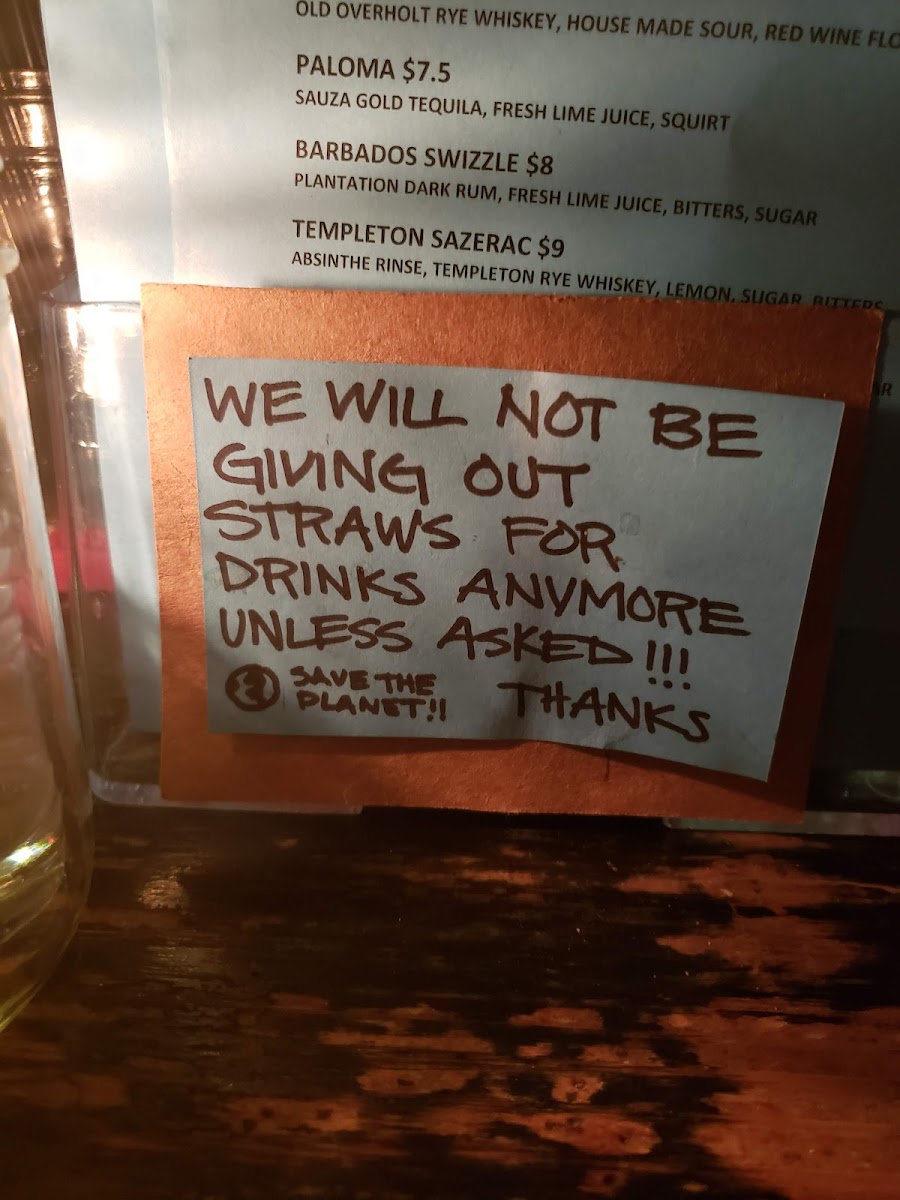 OLD OVERHOLT RYE WHISKEY, HOUSE MADE SOUR, RED WINE FLO
PALOMA $7.5
SAUZA GOLD TEQUILA, FRESH LIME JUICE, SQUIRT
BARBADOS SWIZZLE $8
PLANTATION DARK RUM, FRESH LIME JUICE, BITTERS, SUGAR
TEMPLETON SAZERAC $9
ABSINTHE RINSE, TEMPLETON RYE WHISKEY, LEMON, SUGAR, BITTERS
WE WILL NOT BE
GIVING OUT
STRAWS FOR
DRINKS ANYMORE
UNLESS ASKED!!!
SAVE THE
PLANET!!
THANKS